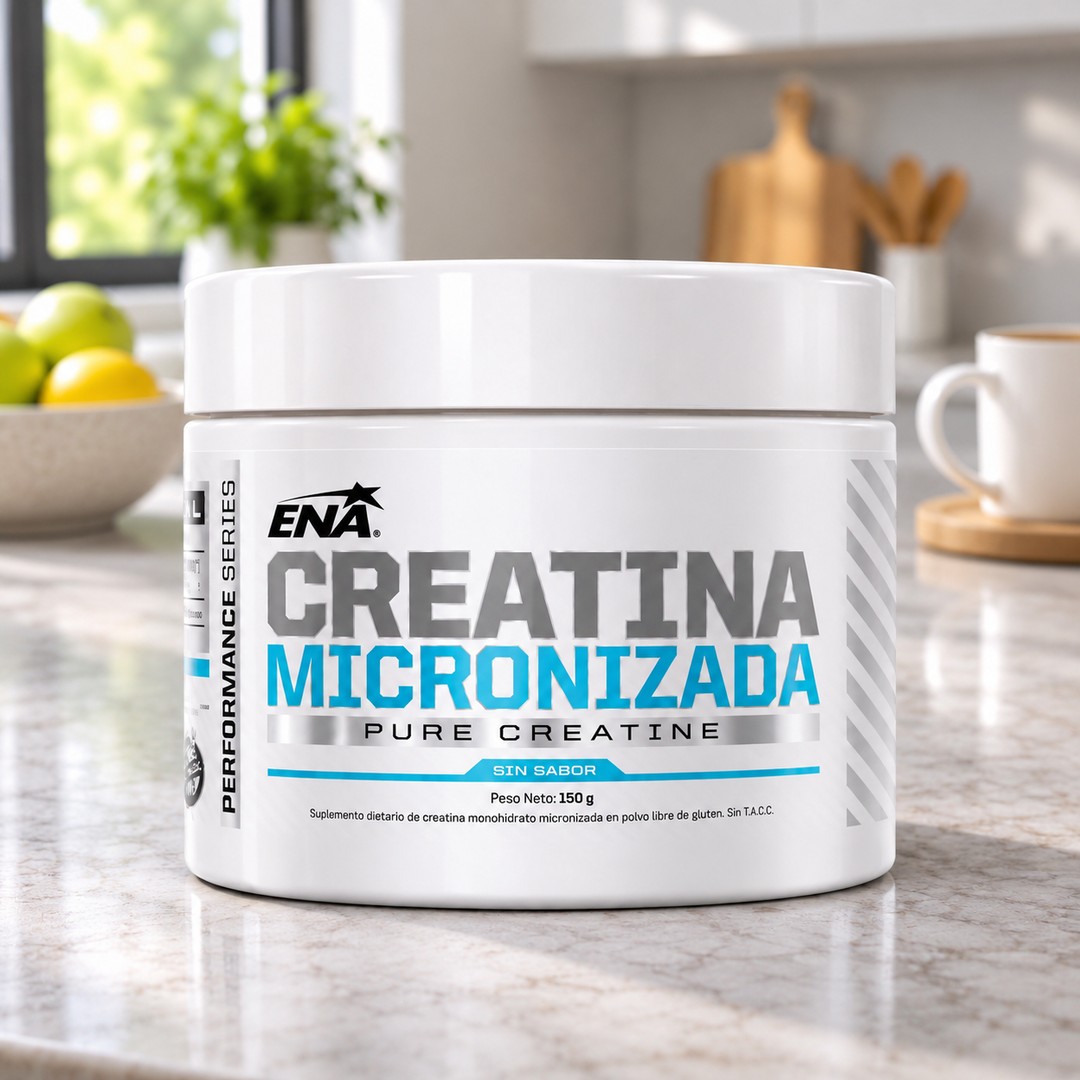 ENA®
CREATINA
MICRONIZADA
PURE CREATINE
SIN SABOR
Peso Neto: 150 g
Suplemento dietario de creatina monohidrato micronizada en polvo libre de gluten. Sin T.A.C.C.
PERFORMANCE SERIES